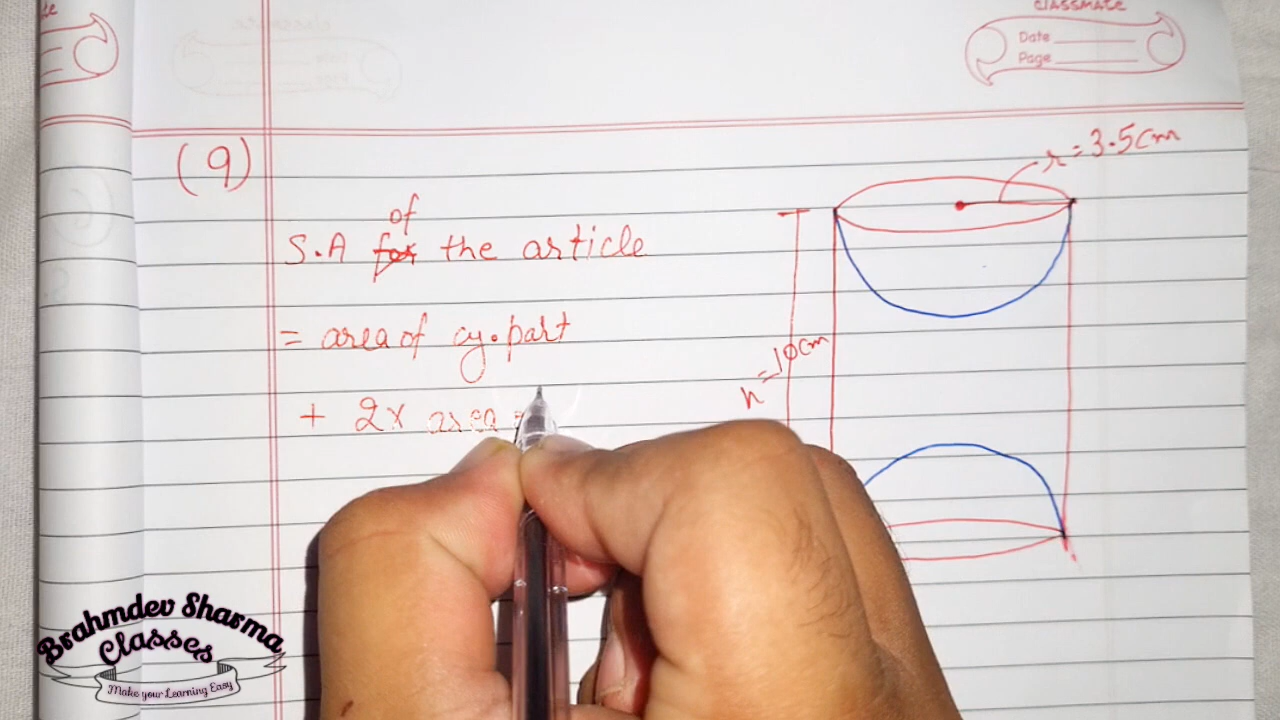 classmate
Date
Page
(9)
r=3.5cm
of
S.A for the article
= area of cy.part
+ 2x area
h=10cm
Brahmdev Sharma
Classes
Make your Learning Easy